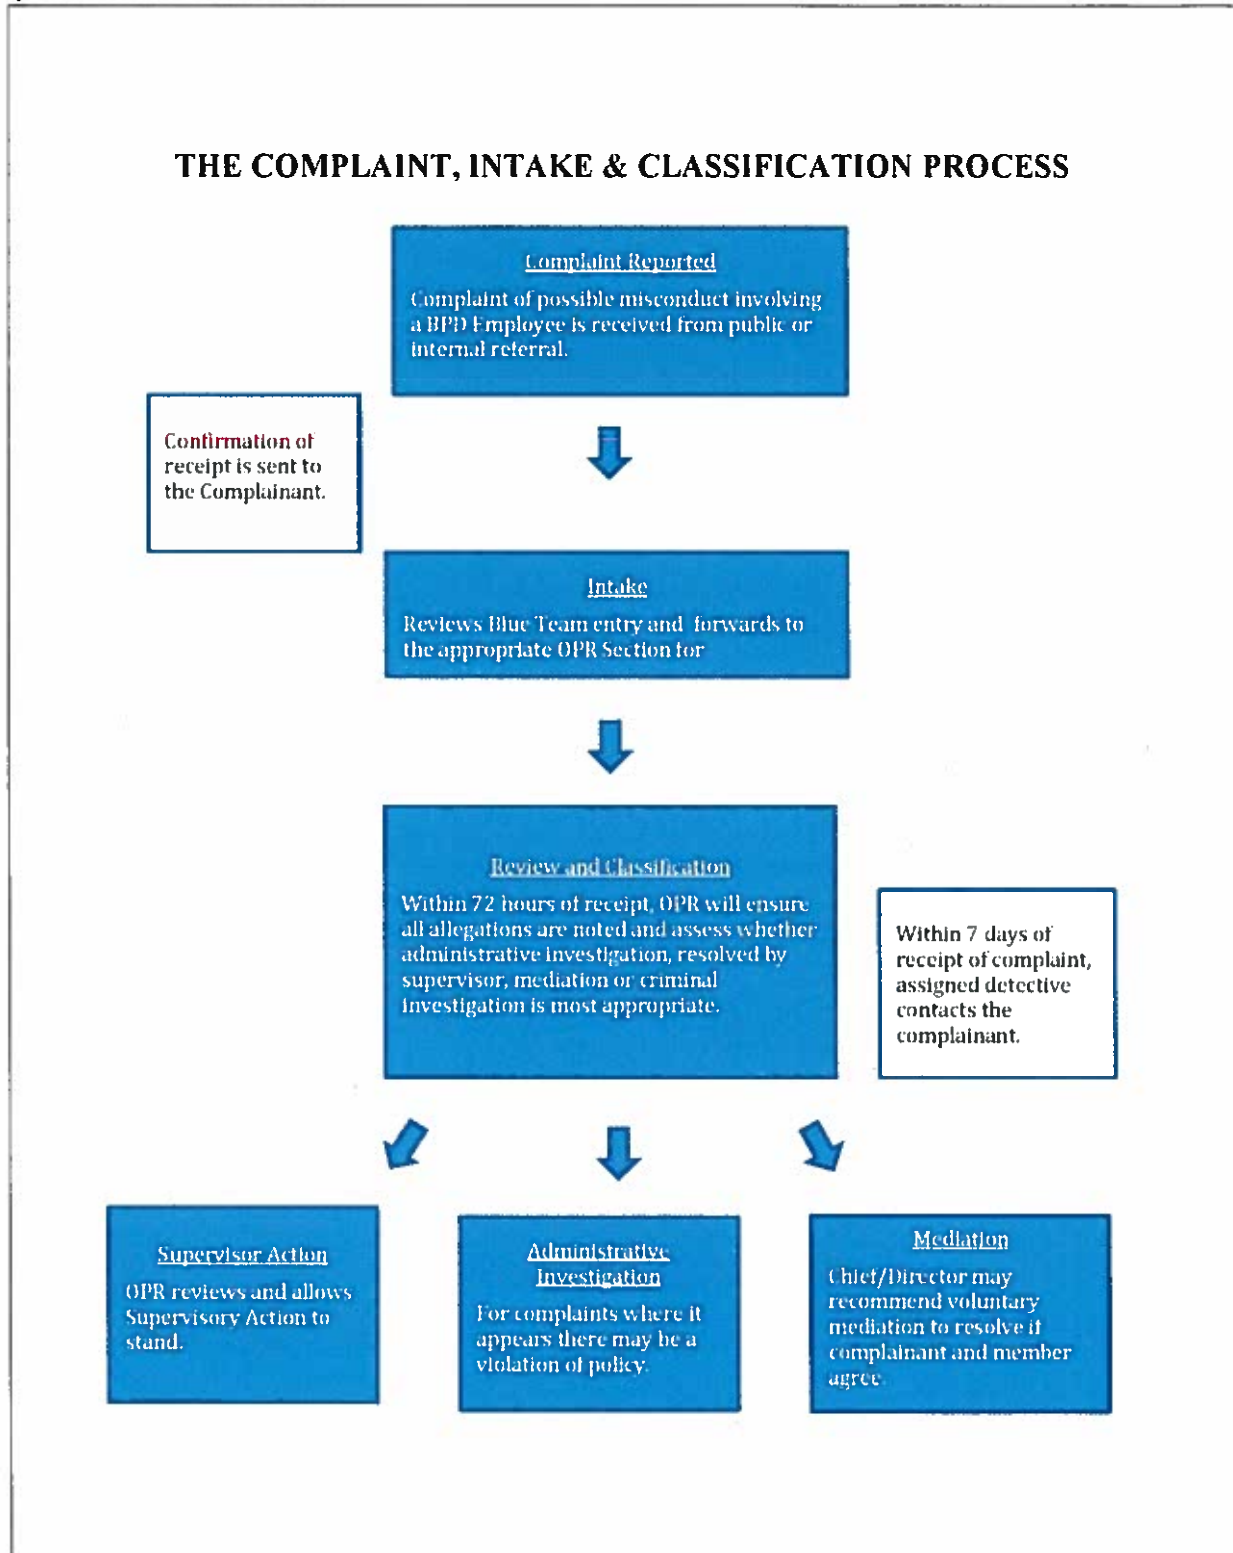 THE COMPLAINT, INTAKE & CLASSIFICATION PROCESS
Complaint Reported
Complaint of possible misconduct involving
a BPD Employee is received from public or
internal referral.
Confirmation of
receipt is sent to
the Complainant.
Intake
Reviews Blue Team entry and forwards to
the appropriate OPR Section for
Review and Classification
Within 72 hours of receipt, OPR will ensure
all allegations are noted and assess whether
administrative investigation, resolved by
supervisor, mediation or criminal
investigation is most appropriate.
Within 7 days of
receipt of complaint,
assigned detective
contacts the
complainant.
Supervisor Action
OPR reviews and allows
Supervisory Action to
stand.
Administrative
Investigation
For complaints where it
appears there may be a
violation of policy.
Mediation
Chief/Director may
recommend voluntary
mediation to resolve if
complainant and member
agree.